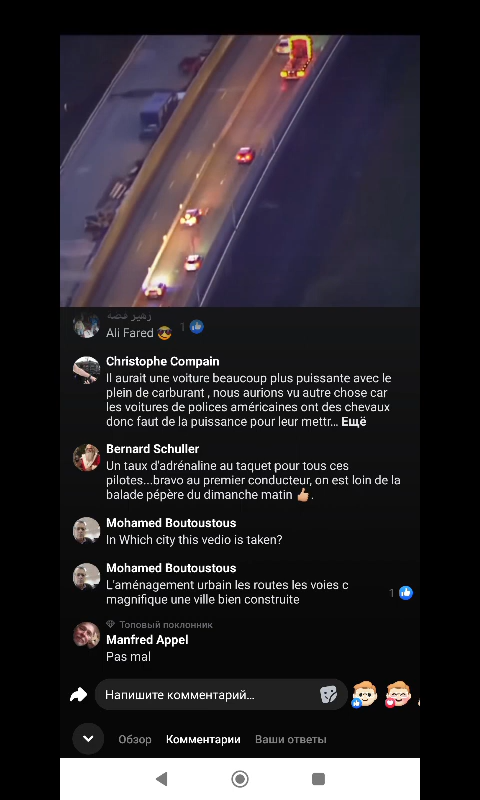 Ali Fared 😎 1
Christophe Compain
Il aurait une voiture beaucoup plus puissante avec le
plein de carburant , nous aurions vu autre chose car
les voitures de polices américaines ont des chevaux
donc faut de la puissance pour leur mettr... Ещё
Bernard Schuller
Un taux d'adrénaline au taquet pour tous ces
pilotes...bravo au premier conducteur, on est loin de la
balade pépère du dimanche matin 👍🏼.
Mohamed Boutoustous
In Which city this vedio is taken?
Mohamed Boutoustous
L'aménagement urbain les routes les voies c
magnifique une ville bien construite
1
Топовый поклонник
Manfred Appel
Pas mal
Напишите комментарий...
Обзор Комментарии Ваши ответы